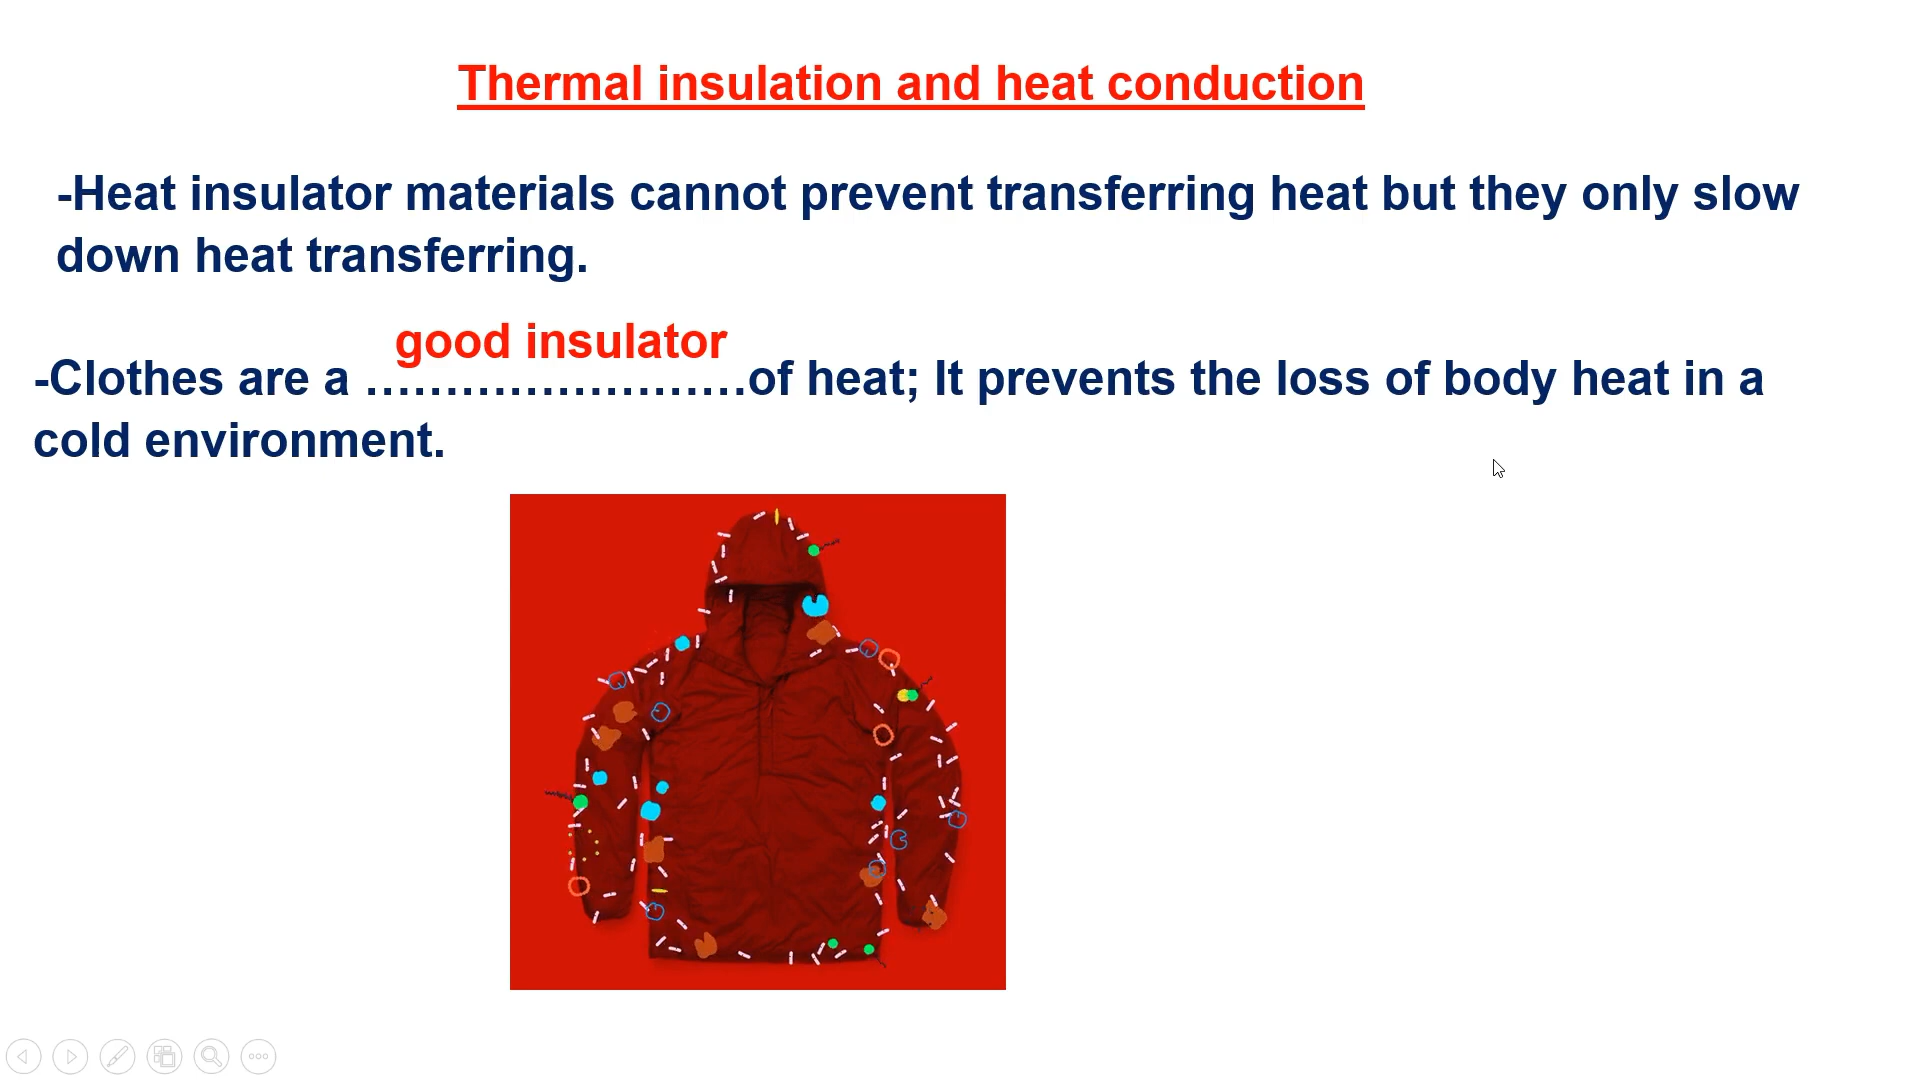 Thermal insulation and heat conduction
-Heat insulator materials cannot prevent transferring heat but they only slow
down heat transferring.
good insulator
-Clothes are a ……………………of heat; It prevents the loss of body heat in a
cold environment.